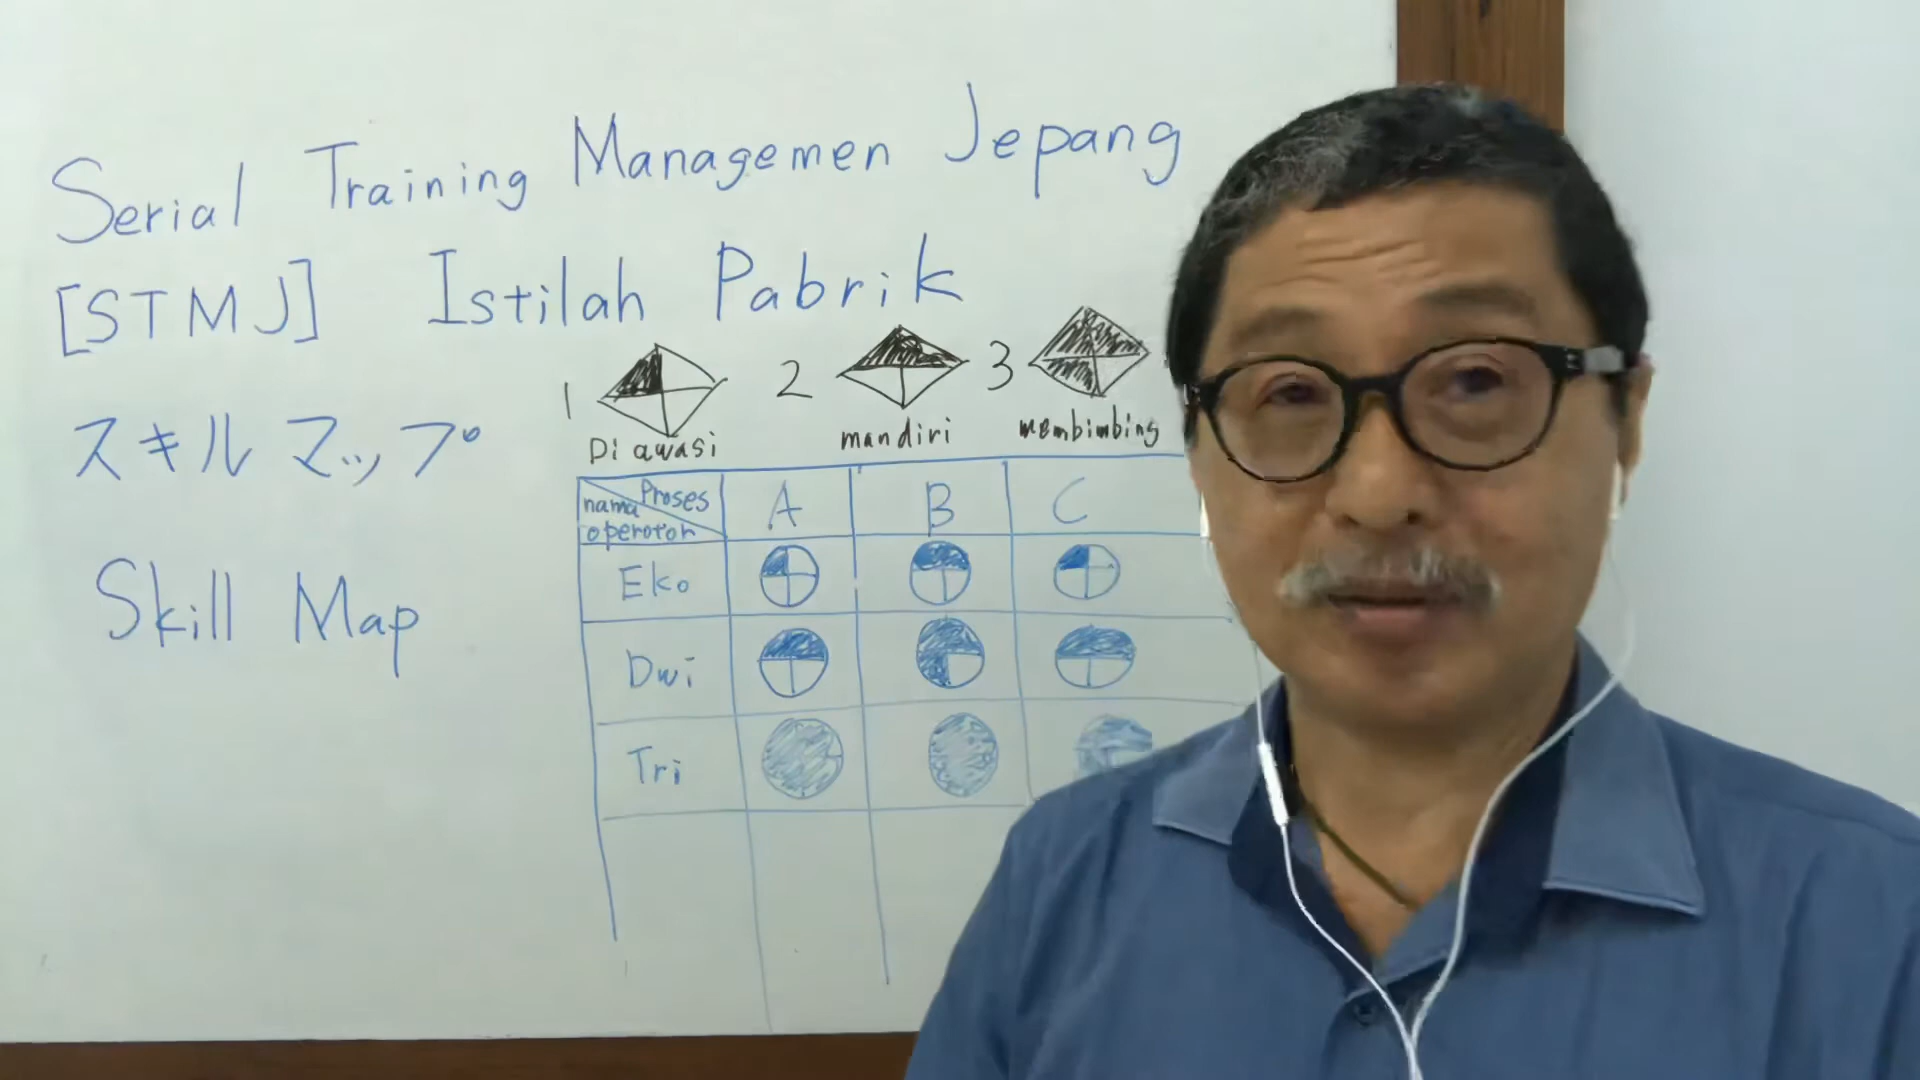 Serial Training Managemen Jepang
[STMJ] Istilah Pabrik
スキルマップ
Skill Map
1 2 3
Di awasi mandiri membimbing
Proses
nama
operator
A B C
Eko
Dwi
Tri